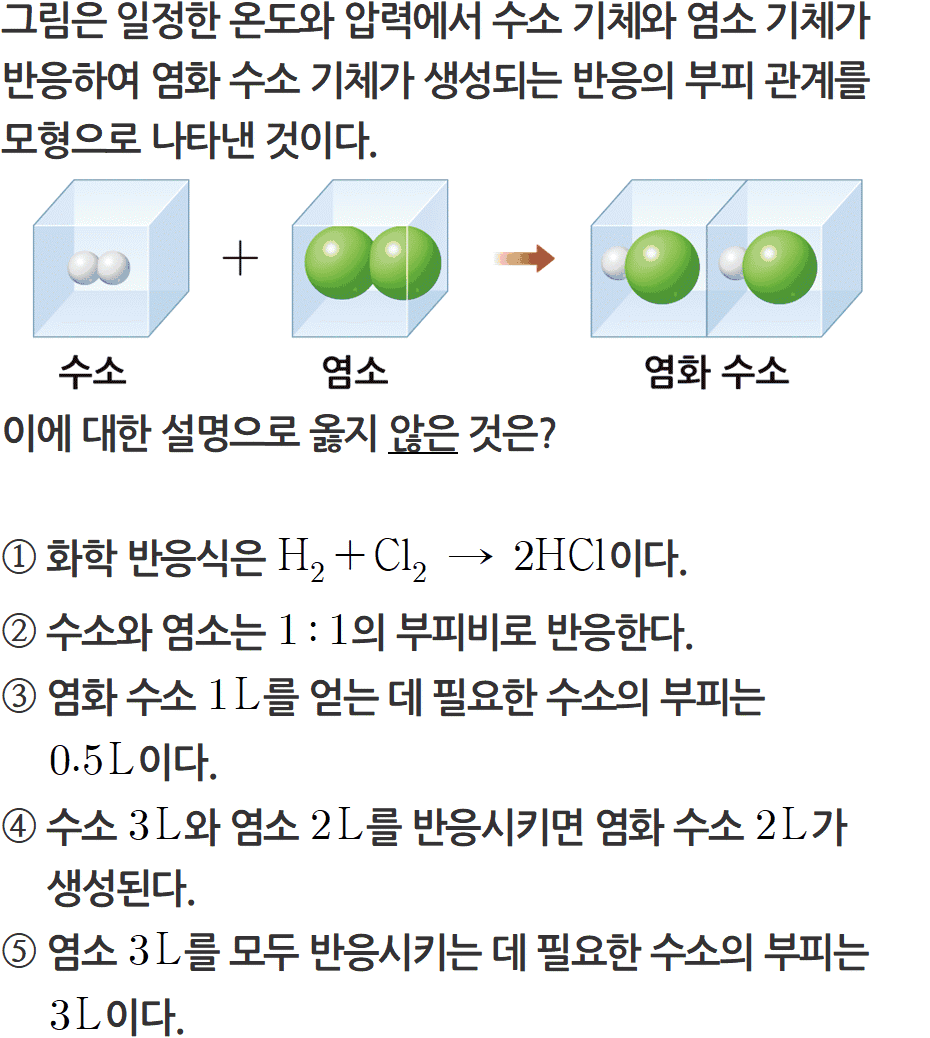 그림은 일정한 온도와 압력에서 수소 기체와 염소 기체가
반응하여 염화 수소 기체가 생성되는 반응의 부피 관계를
모형으로 나타낸 것이다.
+
수소 염소 염화 수소
이에 대한 설명으로 옳지 않은 것은?
① 화학 반응식은 H₂ + Cl₂ → 2HCl이다.
② 수소와 염소는 1 : 1의 부피비로 반응한다.
③ 염화 수소 1L를 얻는 데 필요한 수소의 부피는
0.5L이다.
④ 수소 3L와 염소 2L를 반응시키면 염화 수소 2L가
생성된다.
⑤ 염소 3L를 모두 반응시키는 데 필요한 수소의 부피는
3L이다.